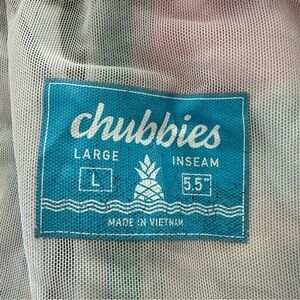 chubbies
LARGE INSEAM
L 5.5"
MADE IN VIETNAM